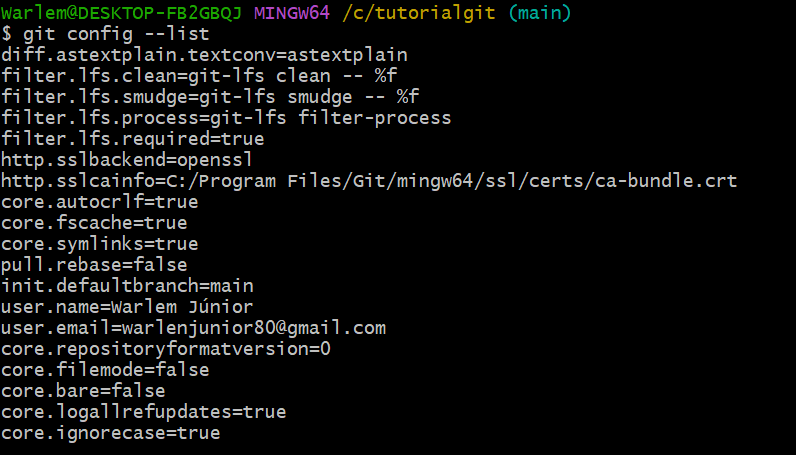 Warlem@DESKTOP-FB2GBQJ MINGW64 /c/tutorialgit (main)
$ git config --list
diff.astextplain.textconv=astextplain
filter.lfs.clean=git-lfs clean -- %f
filter.lfs.smudge=git-lfs smudge -- %f
filter.lfs.process=git-lfs filter-process
filter.lfs.required=true
http.sslbackend=openssl
http.sslcainfo=C:/Program Files/Git/mingw64/ssl/certs/ca-bundle.crt
core.autocrlf=true
core.fscache=true
core.symlinks=true
pull.rebase=false
init.defaultbranch=main
user.name=Warlem Júnior
user.email=warlenjunior80@gmail.com
core.repositoryformatversion=0
core.filemode=false
core.bare=false
core.logallrefupdates=true
core.ignorecase=true